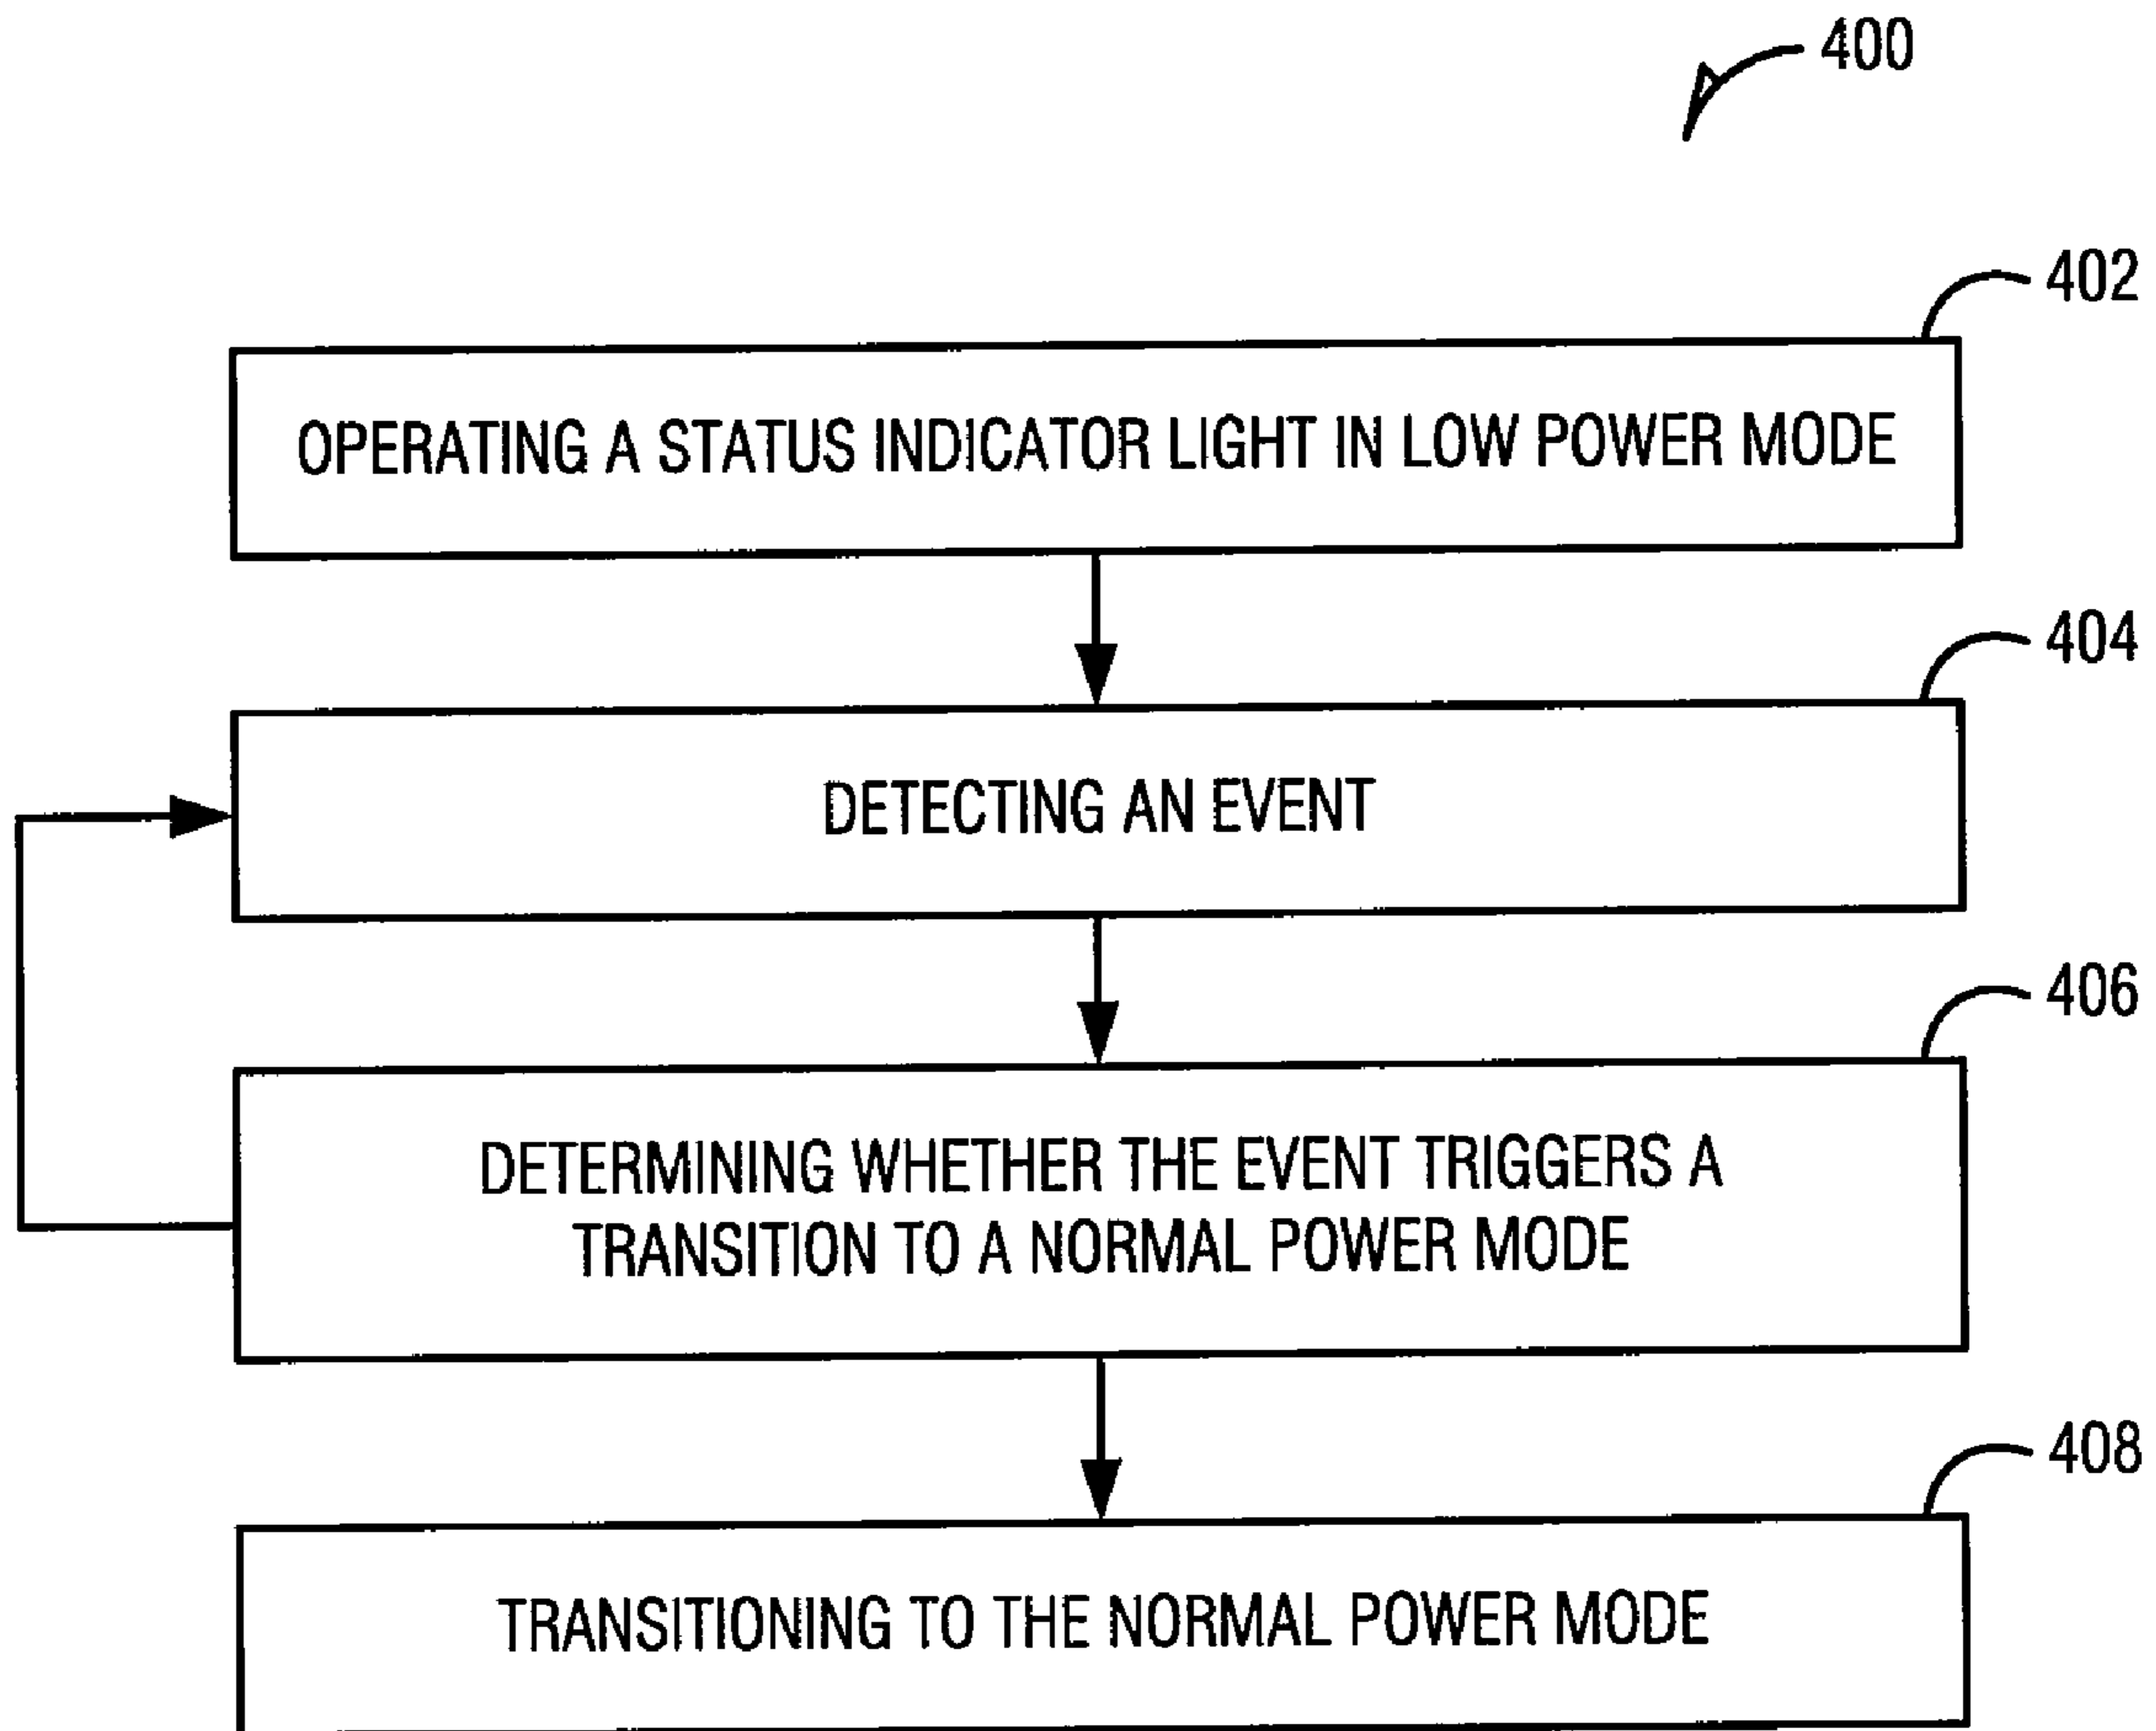 400
402
OPERATING A STATUS INDICATOR LIGHT IN LOW POWER MODE
404
DETECTING AN EVENT
406
DETERMINING WHETHER THE EVENT TRIGGERS A
TRANSITION TO A NORMAL POWER MODE
408
TRANSITIONING TO THE NORMAL POWER MODE